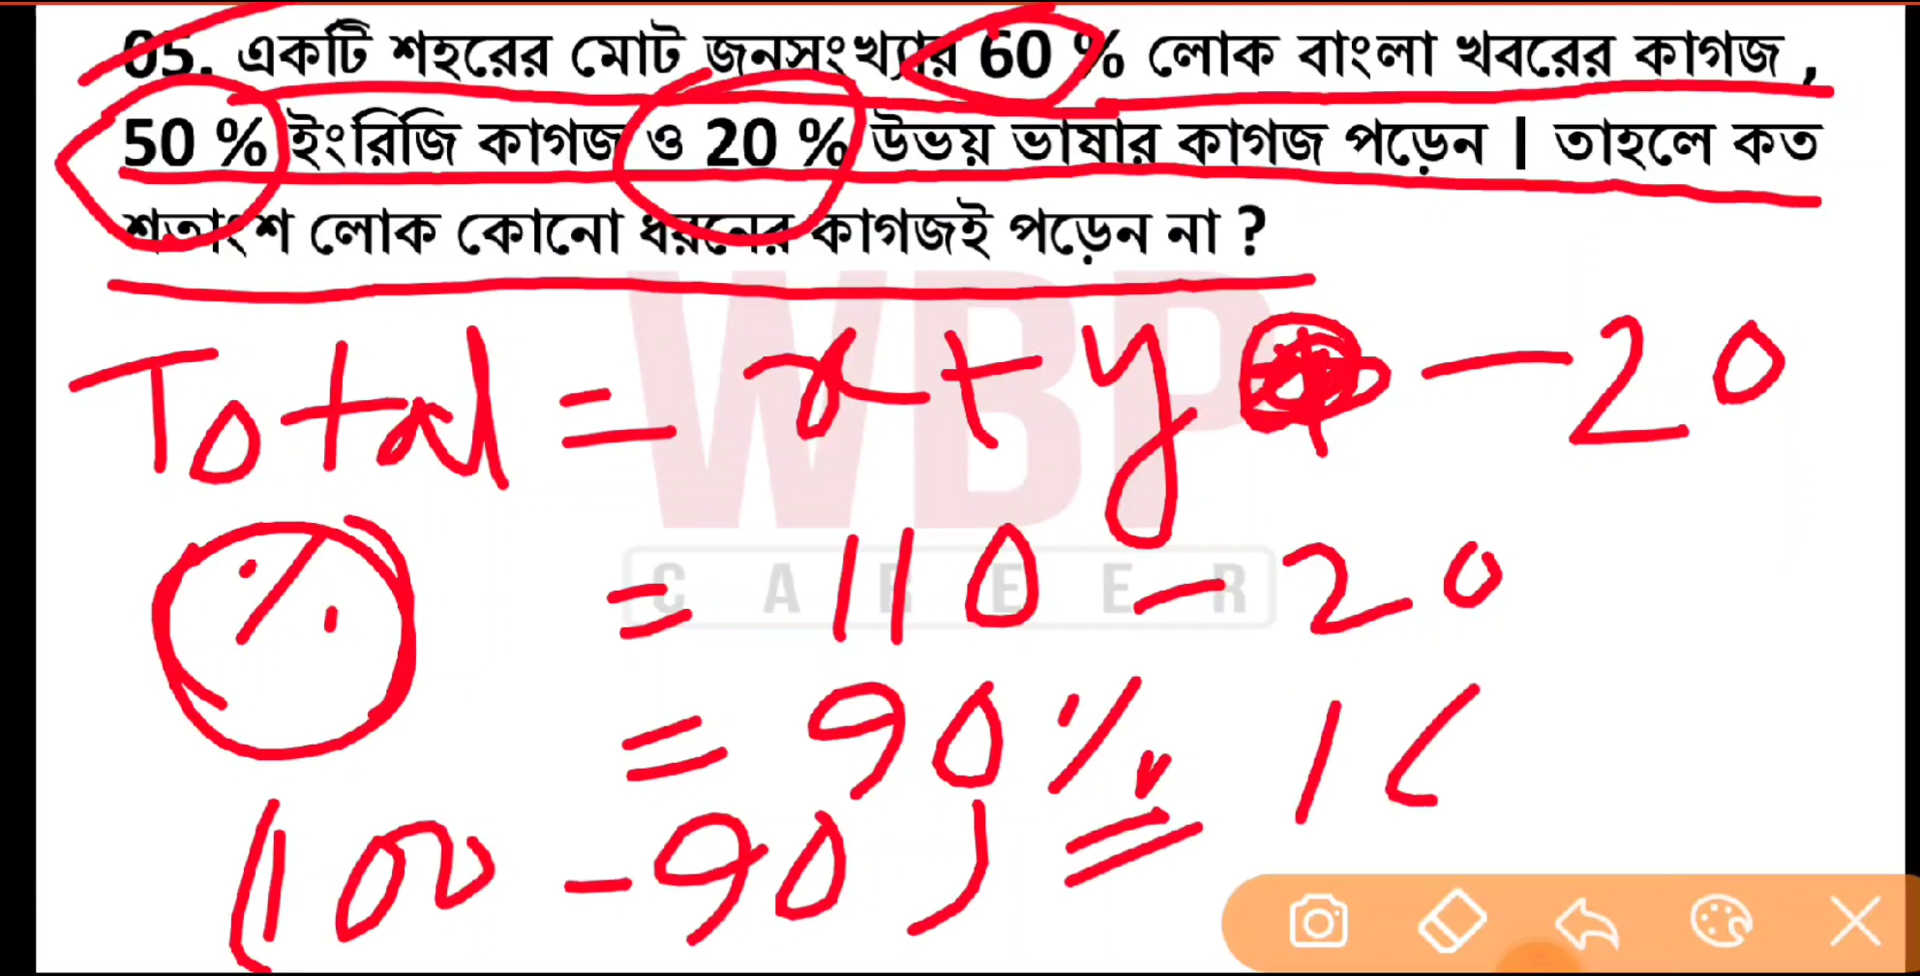 05. একটি শহরের মোট জনসংখ্যার 60 % লোক বাংলা খবরের কাগজ ,
50 % ইংরিজি কাগজ ও 20 % উভয় ভাষার কাগজ পড়েন | তাহলে কত
শতাংশ লোক কোনো ধরনের কাগজই পড়েন না ?
WBP
CAREER
Total = x + y - 20
%
= 110 - 20
= 90 %
(100 - 90) =